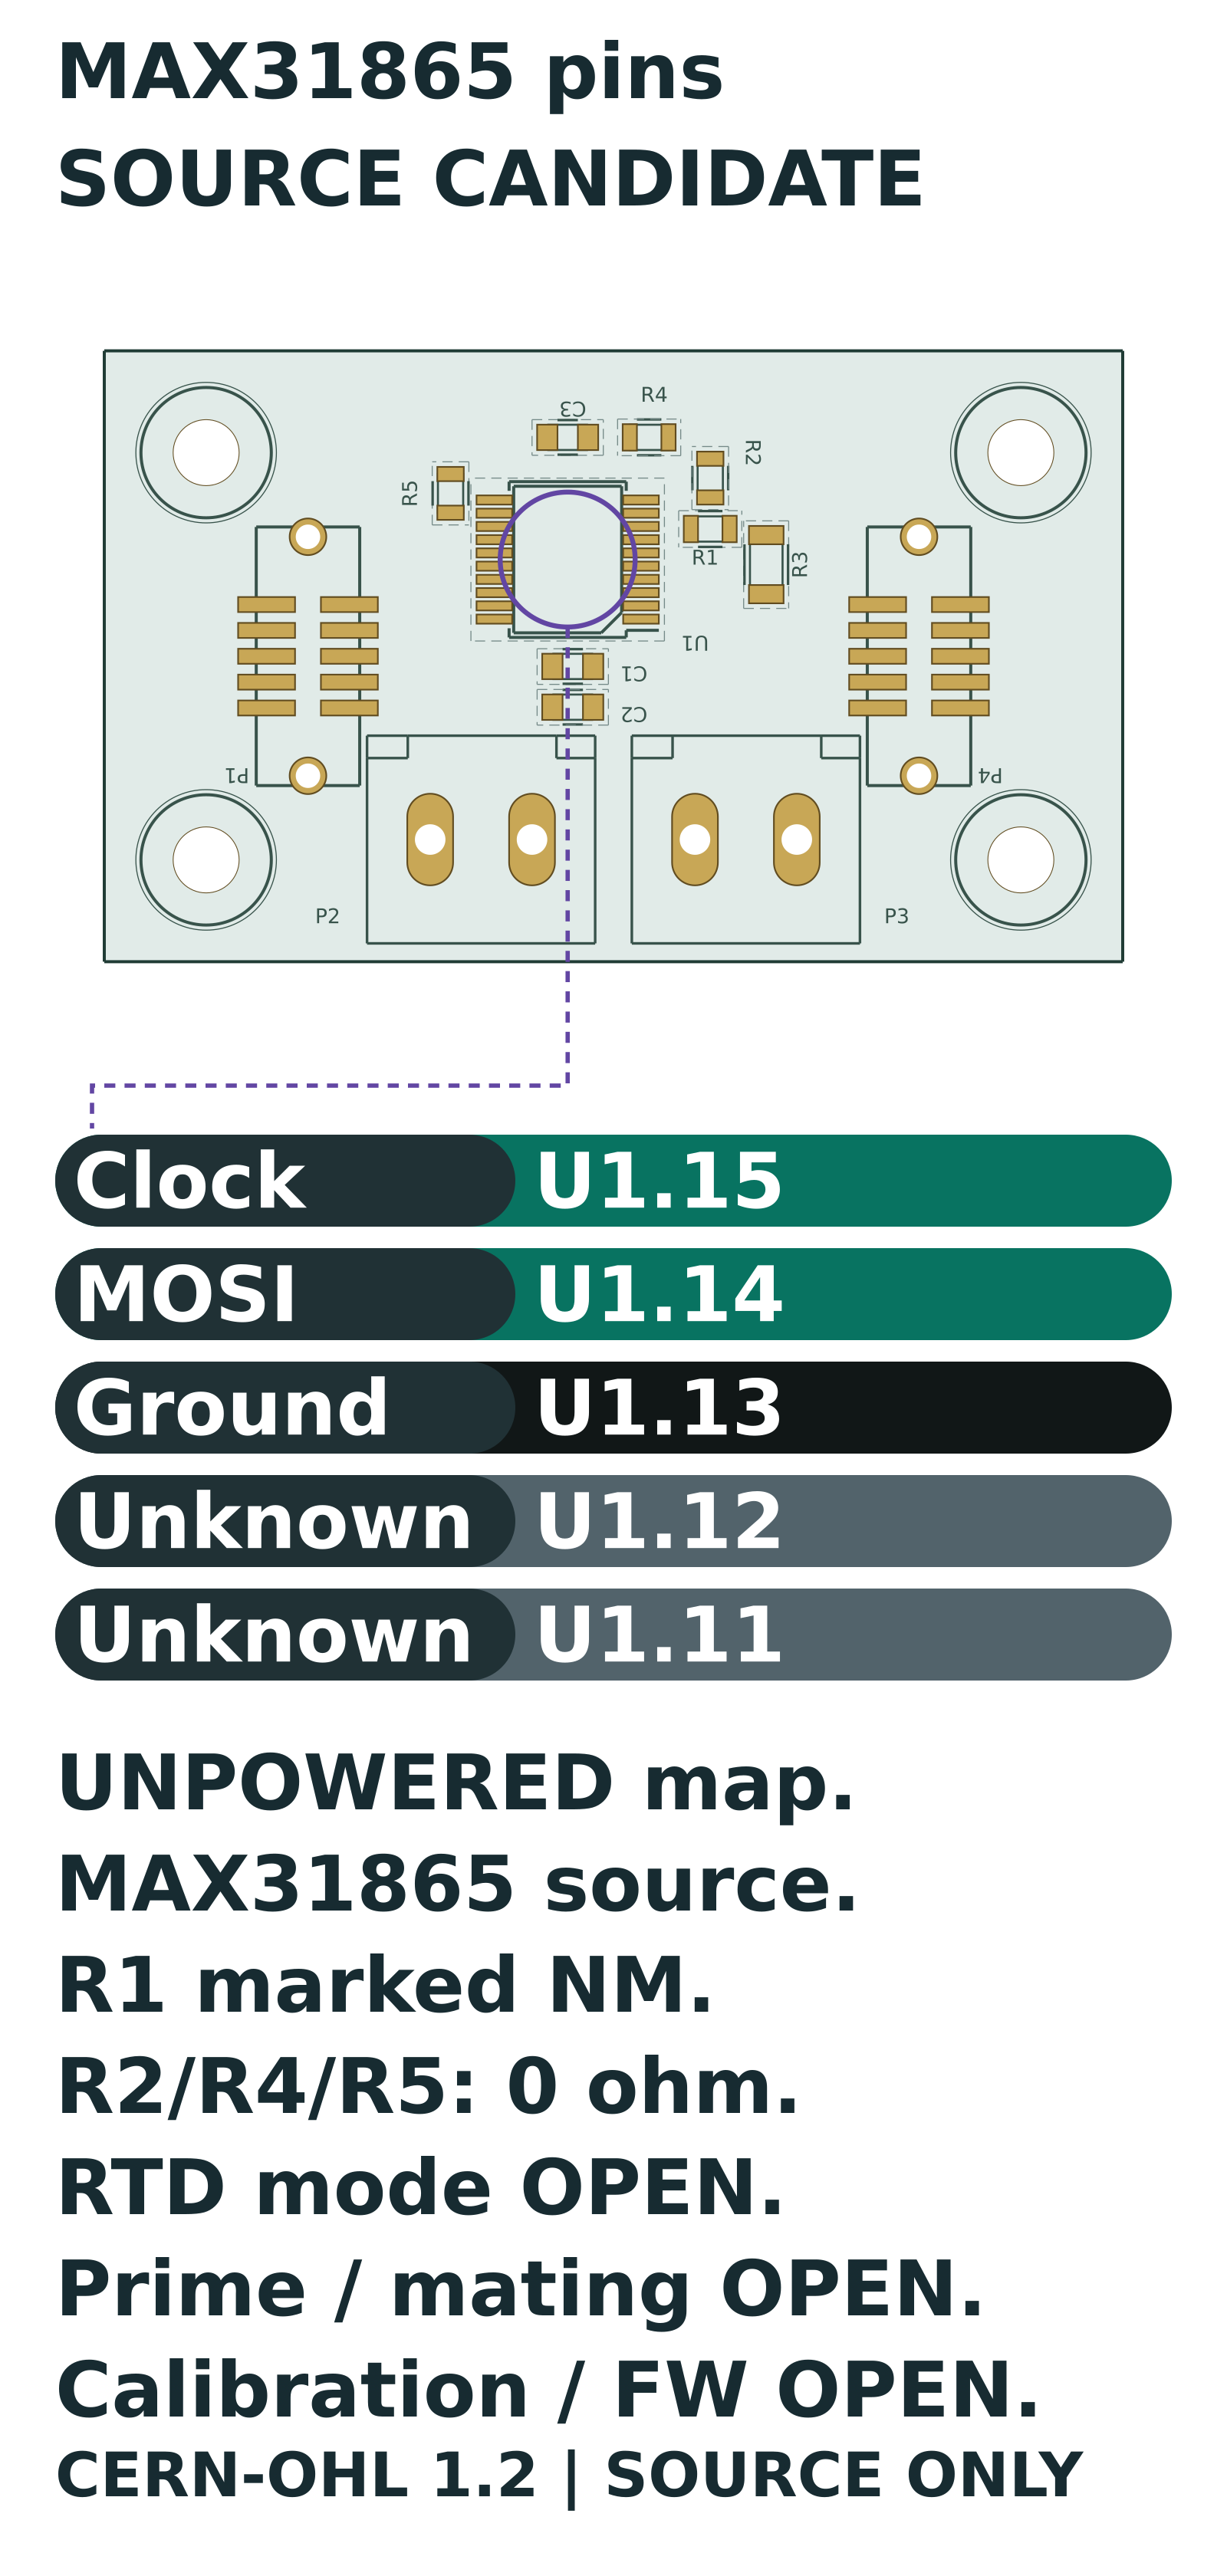 MAX31865 pins
SOURCE CANDIDATE
C3
R4
R2
R5
R1
R3
U1
C1
C2
P1
P4
P2
P3
Clock U1.15
MOSI U1.14
Ground U1.13
Unknown U1.12
Unknown U1.11
UNPOWERED map.
MAX31865 source.
R1 marked NM.
R2/R4/R5: 0 ohm.
RTD mode OPEN.
Prime / mating OPEN.
Calibration / FW OPEN.
CERN-OHL 1.2 | SOURCE ONLY